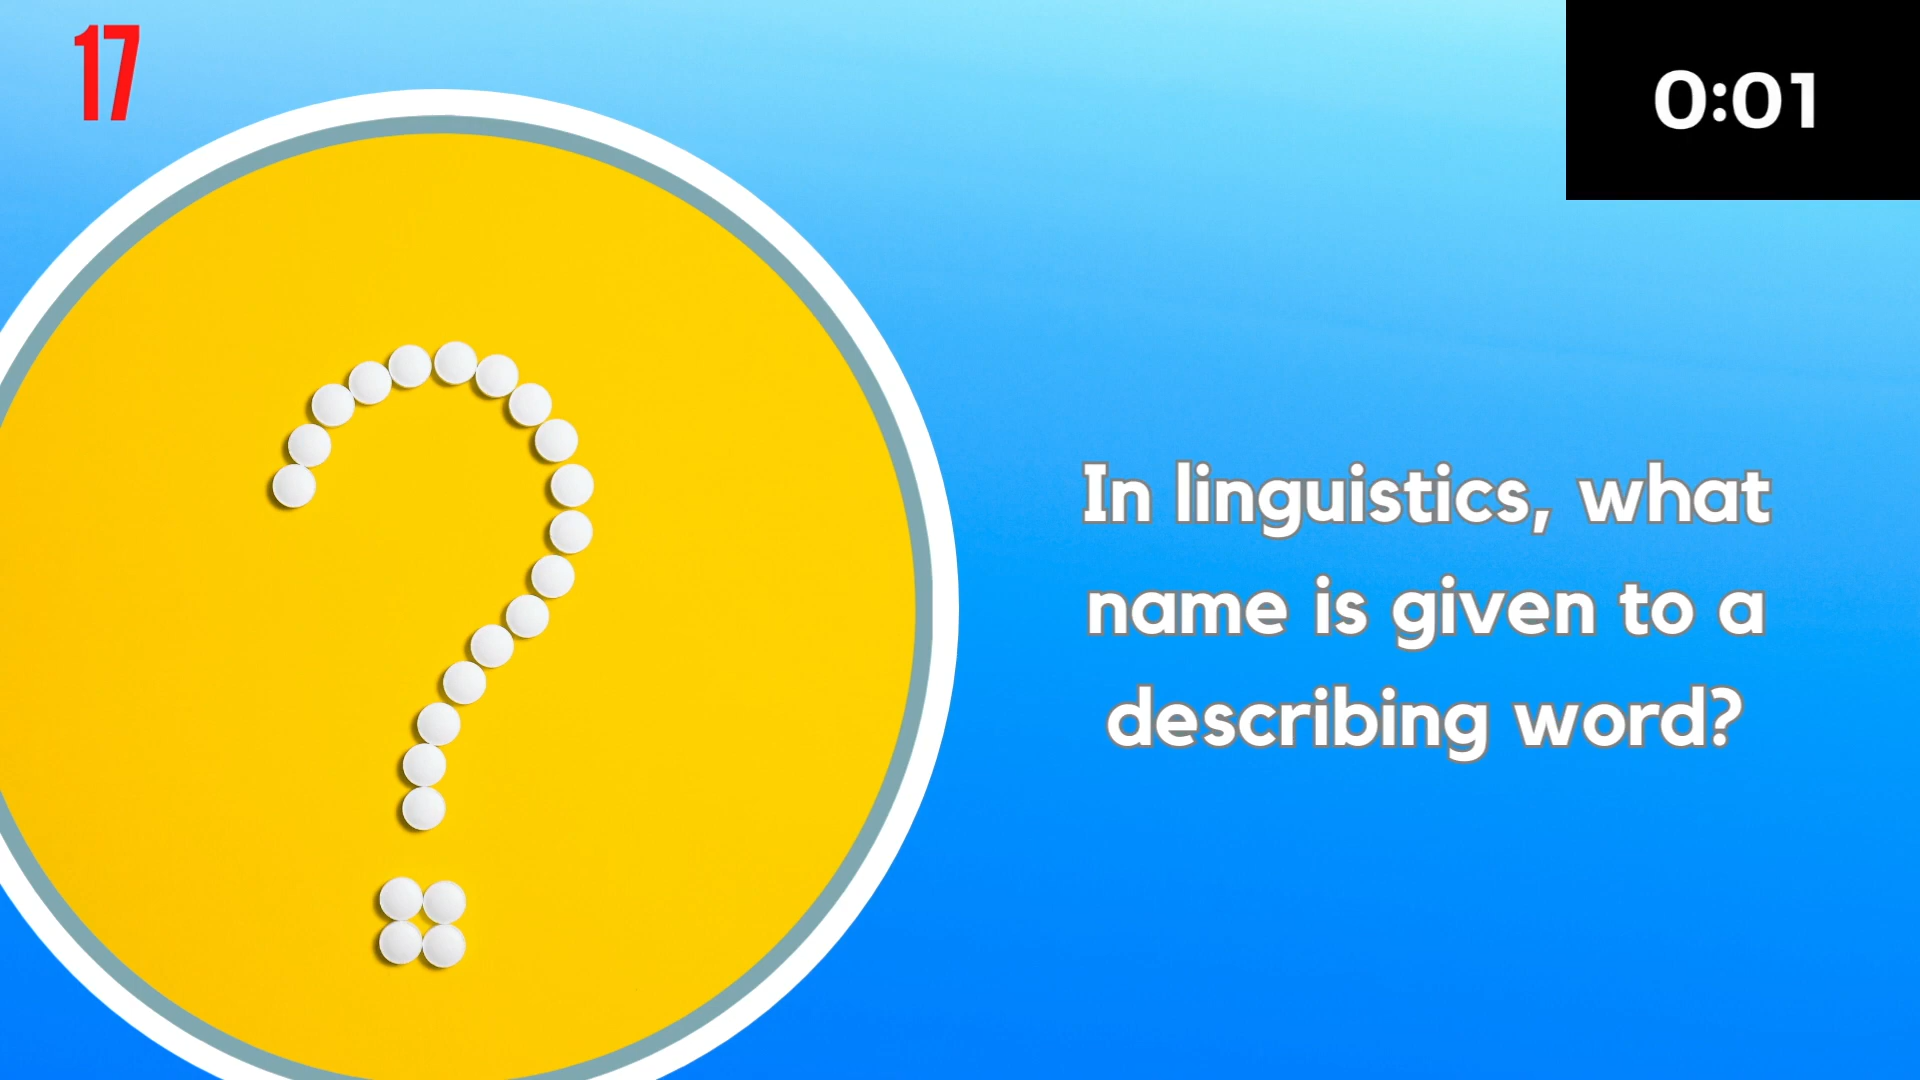 17
0:01
In linguistics, what
name is given to a
describing word?